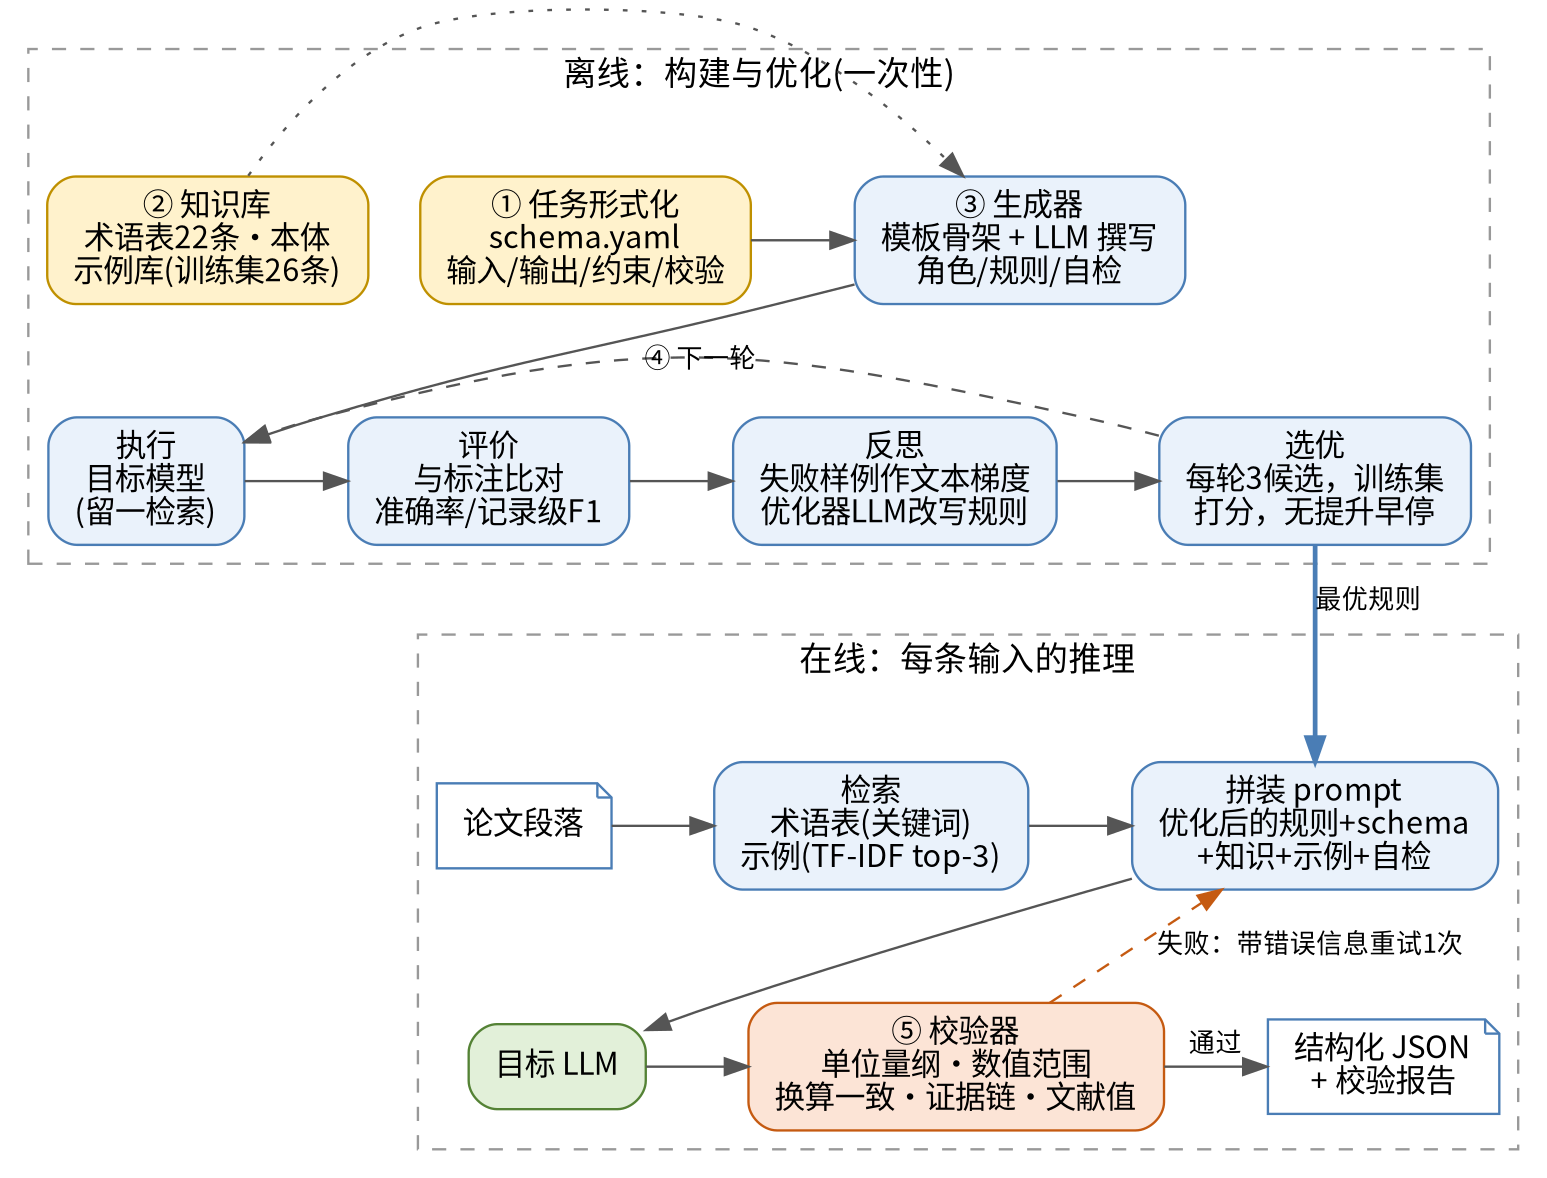 离线：构建与优化(一次性)
② 知识库
术语表22条・本体
示例库(训练集26条)
① 任务形式化
schema.yaml
输入/输出/约束/校验
③ 生成器
模板骨架 + LLM 撰写
角色/规则/自检
④ 下一轮
执行
目标模型
(留一检索)
评价
与标注比对
准确率/记录级F1
反思
失败样例作文本梯度
优化器LLM改写规则
选优
每轮3候选，训练集
打分，无提升早停
最优规则
在线：每条输入的推理
论文段落
检索
术语表(关键词)
示例(TF-IDF top-3)
拼装 prompt
优化后的规则+schema
+知识+示例+自检
失败：带错误信息重试1次
目标 LLM
⑤ 校验器
单位量纲・数值范围
换算一致・证据链・文献值
通过
结构化 JSON
+ 校验报告